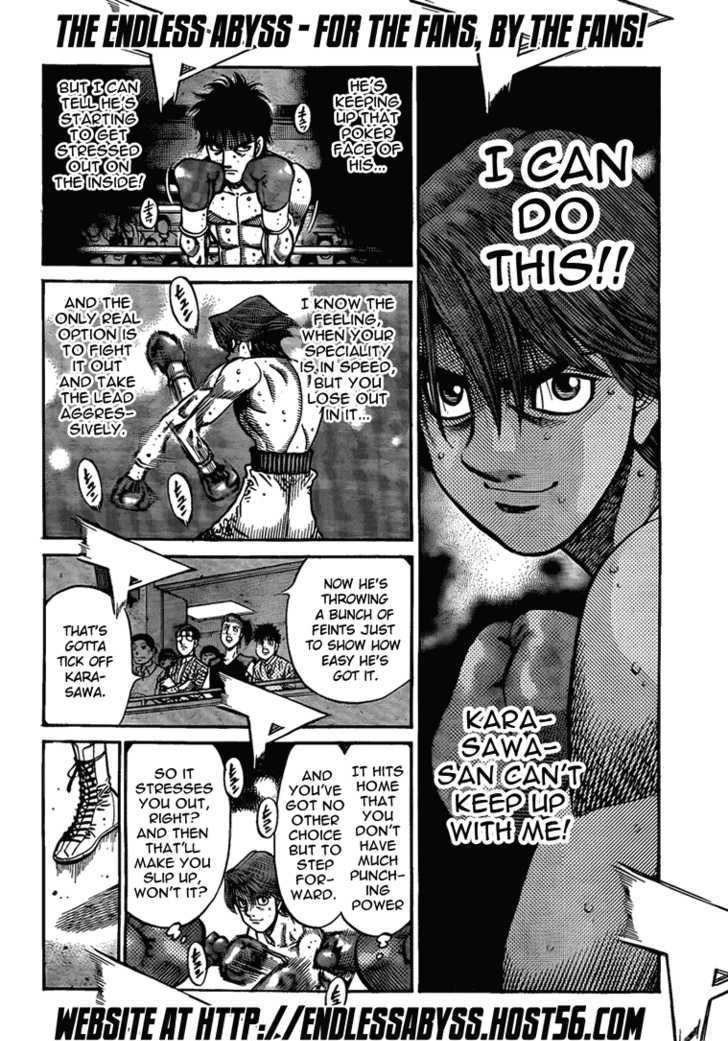 THE ENDLESS ABYSS - FOR THE FANS, BY THE FANS!
I CAN
DO
THIS!!
KARA-
SAWA-
SAN CAN'T
KEEP UP
WITH ME!
HE'S
KEEPING
UP THAT
POKER
FACE OF
HIS...
BUT I CAN
TELL HE'S
STARTING
TO GET
STRESSED
OUT ON
THE INSIDE!
I KNOW THE
FEELING,
WHEN YOUR
SPECIALITY
IS IN SPEED,
BUT YOU
LOSE OUT
IN IT...
AND THE
ONLY REAL
OPTION IS
TO FIGHT
IT OUT
AND TAKE
THE LEAD
AGGRES-
SIVELY.
NOW HE'S
THROWING
A BUNCH OF
FEINTS JUST
TO SHOW HOW
EASY HE'S
GOT IT.
THAT'S
GOTTA
TICK OFF
KARA-
SAWA.
IT HITS
HOME THAT
YOU
DON'T
HAVE
MUCH
PUNCH-
ING
POWER
AND
YOU'VE
GOT NO
OTHER
CHOICE
BUT TO
STEP
FOR-
WARD.
SO IT
STRESSES
YOU OUT,
RIGHT?
AND THEN
THAT'LL
MAKE YOU
SLIP UP,
WON'T IT?
WEBSITE AT HTTP://ENDLESSABYSS.HOST56.COM